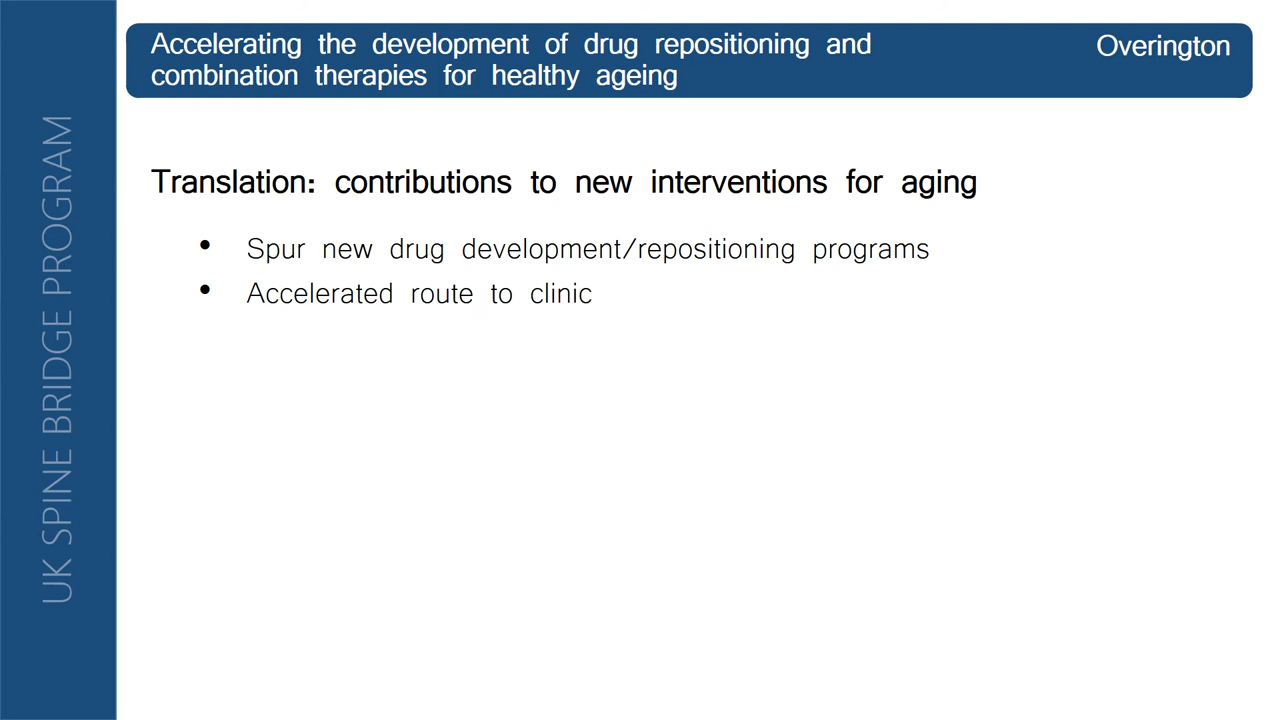 UK SPINE BRIDGE PROGRAM
Accelerating the development of drug repositioning and
combination therapies for healthy ageing
Overington
Translation: contributions to new interventions for aging
• Spur new drug development/repositioning programs
• Accelerated route to clinic